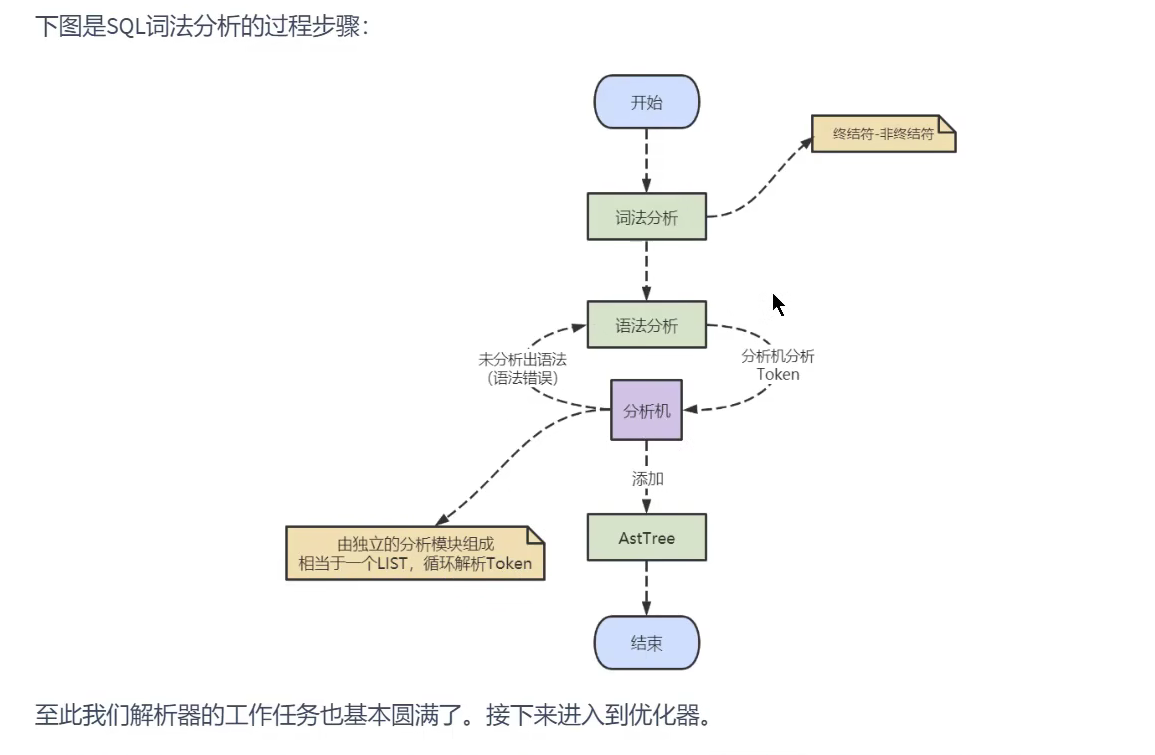 下图是SQL词法分析的过程步骤：
开始
终结符-非终结符
词法分析
语法分析
未分析出语法
（语法错误）
分析机分析
Token
分析机
添加
由独立的分析模块组成
相当于一个LIST，循环解析Token
AstTree
结束
至此我们解析器的工作任务也基本圆满了。接下来进入到优化器。